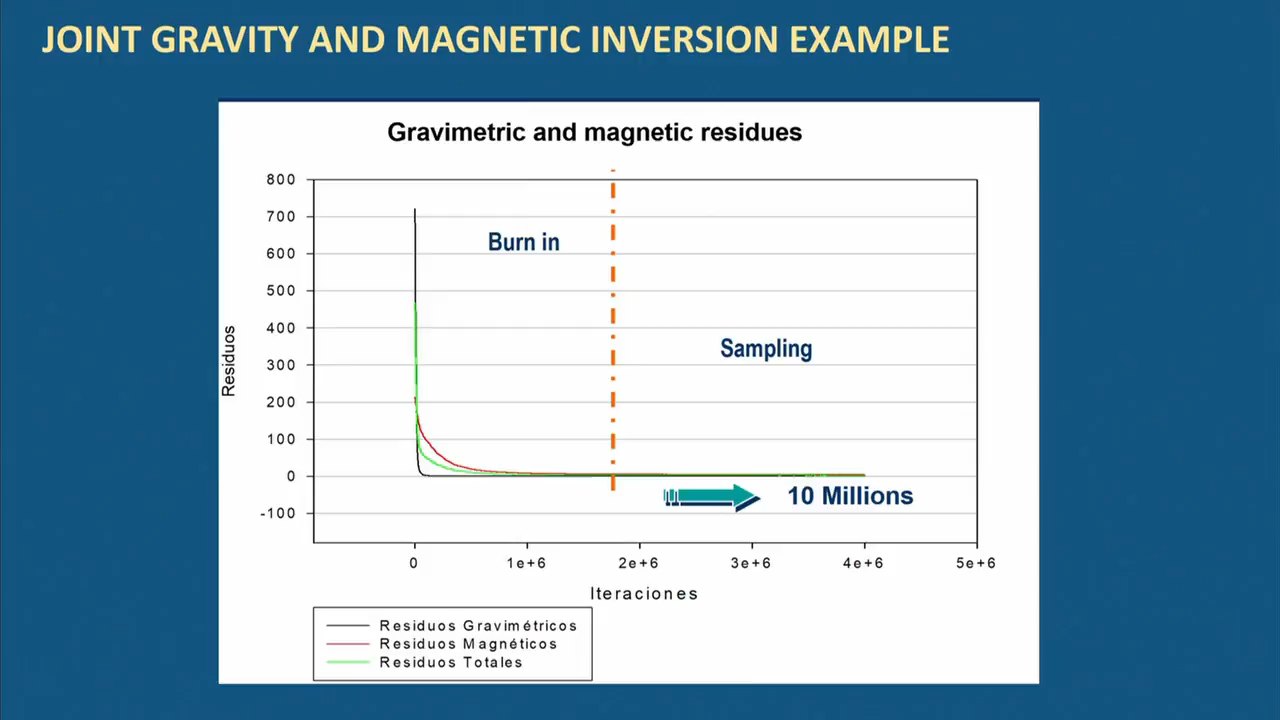 JOINT GRAVITY AND MAGNETIC INVERSION EXAMPLE
Gravimetric and magnetic residues
800
700
600
500
400
300
200
100
0
-100
Residuos
Burn in
Sampling
10 Millions
0 1e+6 2e+6 3e+6 4e+6 5e+6
Iteraciones
Residuos Gravimétricos
Residuos Magnéticos
Residuos Totales